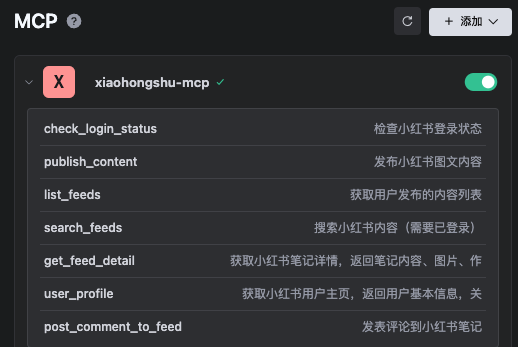 MCP ?
+ 添加
X xiaohongshu-mcp
check_login_status 检查小红书登录状态
publish_content 发布小红书图文内容
list_feeds 获取用户发布的内容列表
search_feeds 搜索小红书内容（需要已登录）
get_feed_detail 获取小红书笔记详情，返回笔记内容、图片、作
user_profile 获取小红书用户主页，返回用户基本信息，关
post_comment_to_feed 发表评论到小红书笔记